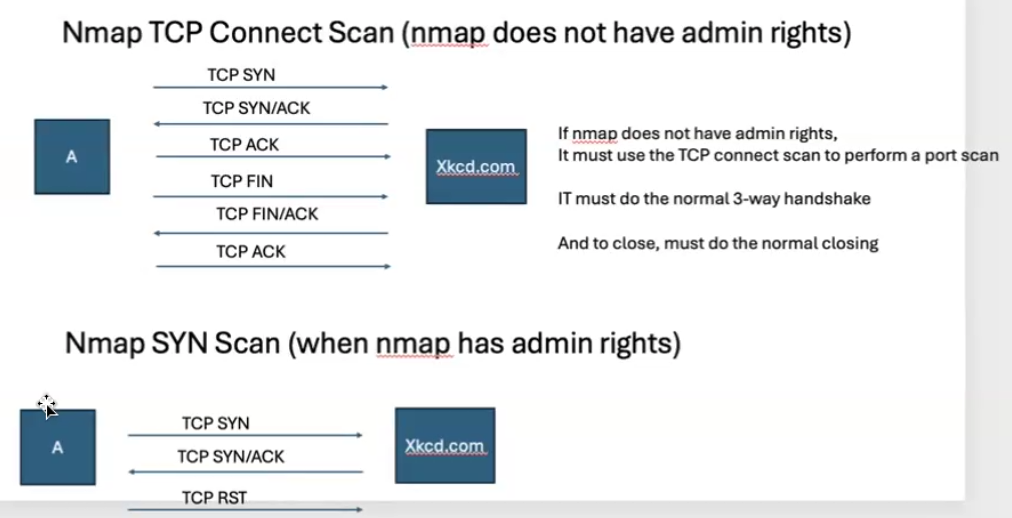 Nmap TCP Connect Scan (nmap does not have admin rights)
TCP SYN
TCP SYN/ACK
TCP ACK
TCP FIN
TCP FIN/ACK
TCP ACK
A
Xkcd.com
If nmap does not have admin rights,
It must use the TCP connect scan to perform a port scan
IT must do the normal 3-way handshake
And to close, must do the normal closing
Nmap SYN Scan (when nmap has admin rights)
A
TCP SYN
TCP SYN/ACK
TCP RST
Xkcd.com